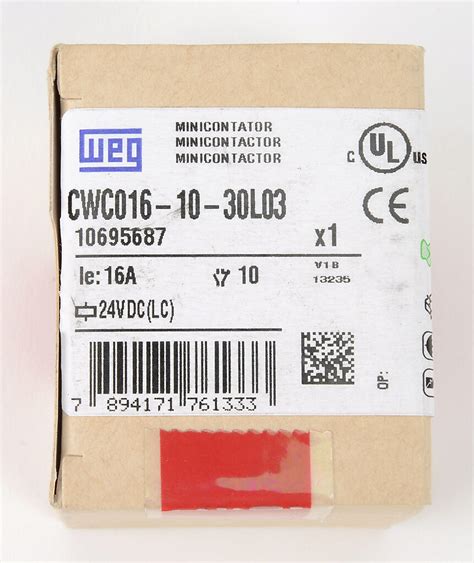 weg
MINICONTATOR
MINICONTACTOR
MINICONTACTOR
C UL US
CWC016-10-30L03
CE
10695687
x1
Ie: 16A
10
V1-B
13235
24VDC(LC)
OP:
7 894171 761333